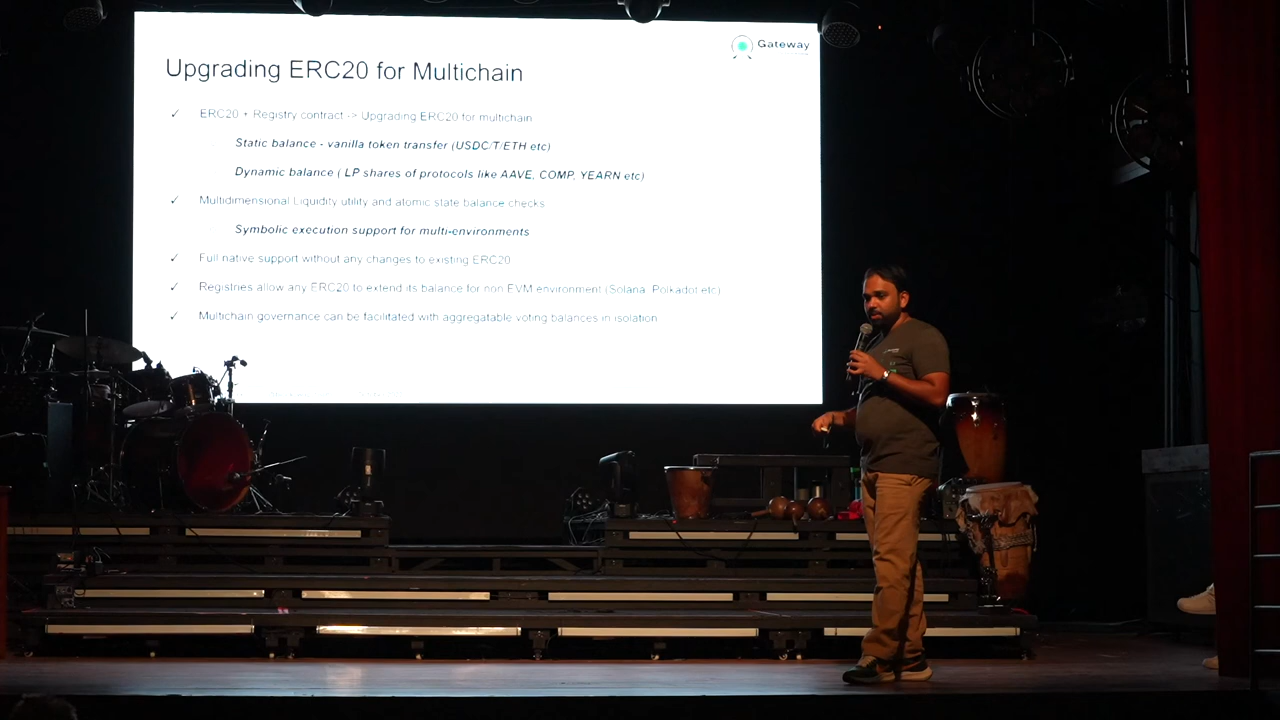 Gateway
Upgrading ERC20 for Multichain
✓ ERC20 + Registry contract -> Upgrading ERC20 for multichain
Static balance - vanilla token transfer (USDC/T/ETH etc)
Dynamic balance ( LP shares of protocols like AAVE, COMP, YEARN etc)
✓ Multidimensional Liquidity utility and atomic state balance checks
Symbolic execution support for multi-environments
✓ Full native support without any changes to existing ERC20
✓ Registries allow any ERC20 to extend its balance for non EVM environment (Solana, Polkadot etc)
✓ Multichain governance can be facilitated with aggregatable voting balances in isolation